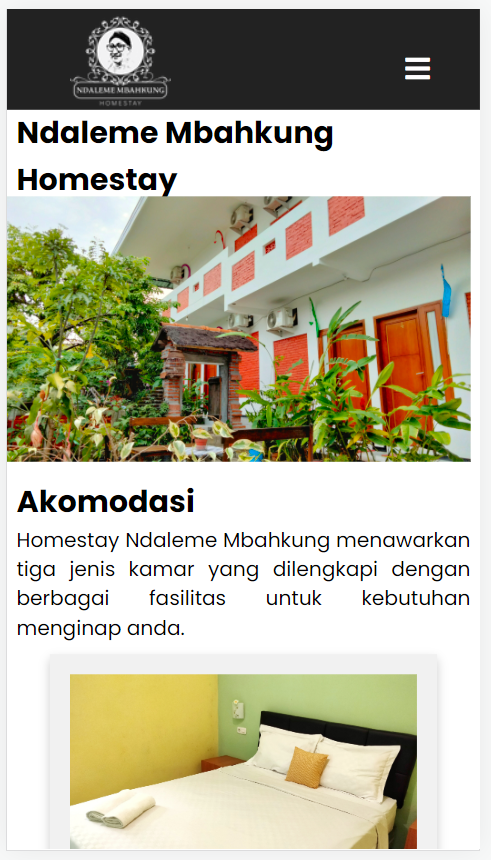 NDALEME MBAHKUNG
HOMESTAY
Ndaleme Mbahkung
Homestay
Akomodasi
Homestay Ndaleme Mbahkung menawarkan
tiga jenis kamar yang dilengkapi dengan
berbagai fasilitas untuk kebutuhan
menginap anda.